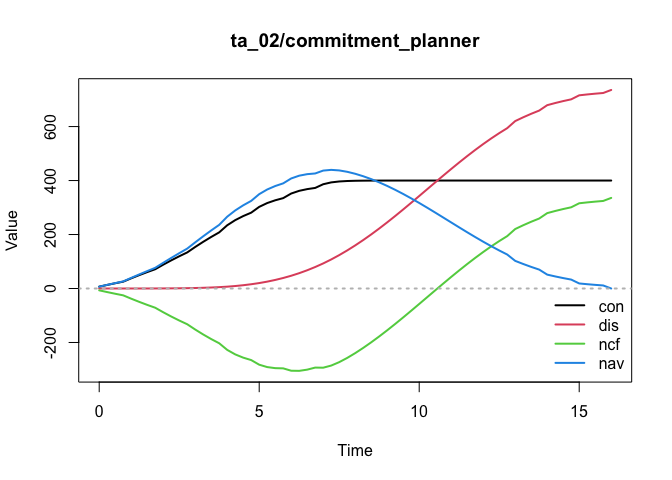 ta_02/commitment_planner
Value
600
400
200
0
-200
con
dis
ncf
nav
0 5 10 15
Time